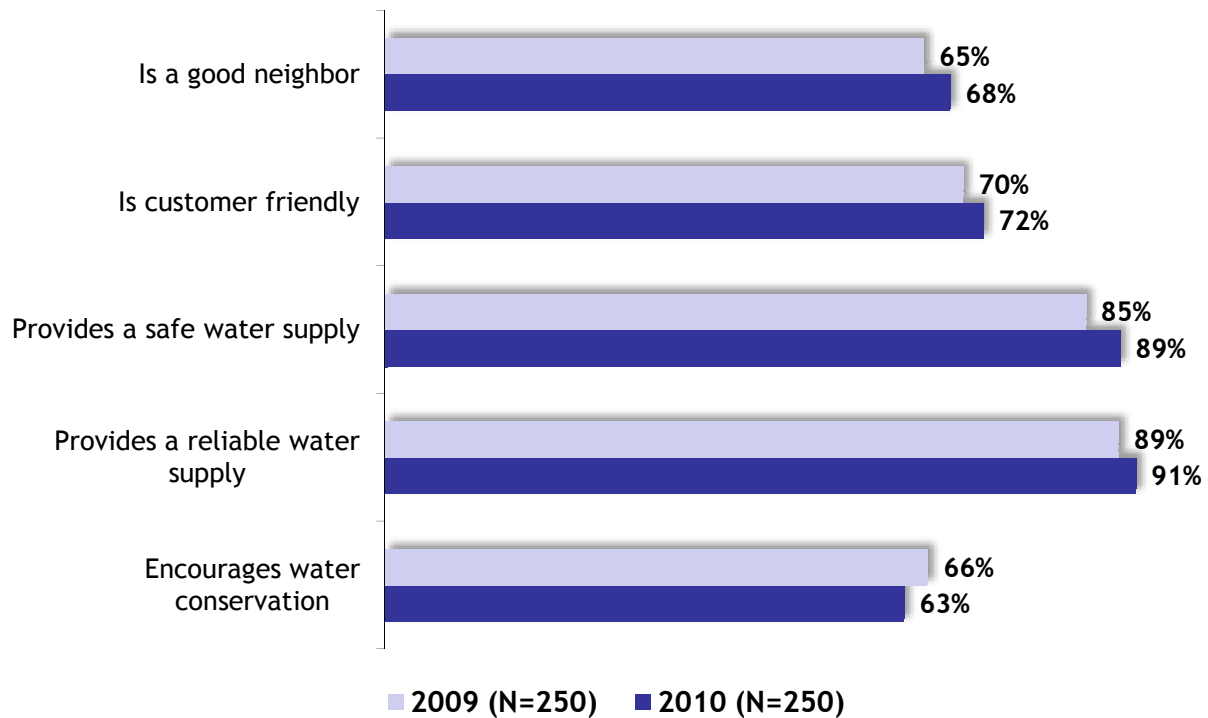 Is a good neighbor
65%
68%
Is customer friendly
70%
72%
Provides a safe water supply
85%
89%
Provides a reliable water
supply
89%
91%
Encourages water
conservation
66%
63%
2009 (N=250) 2010 (N=250)